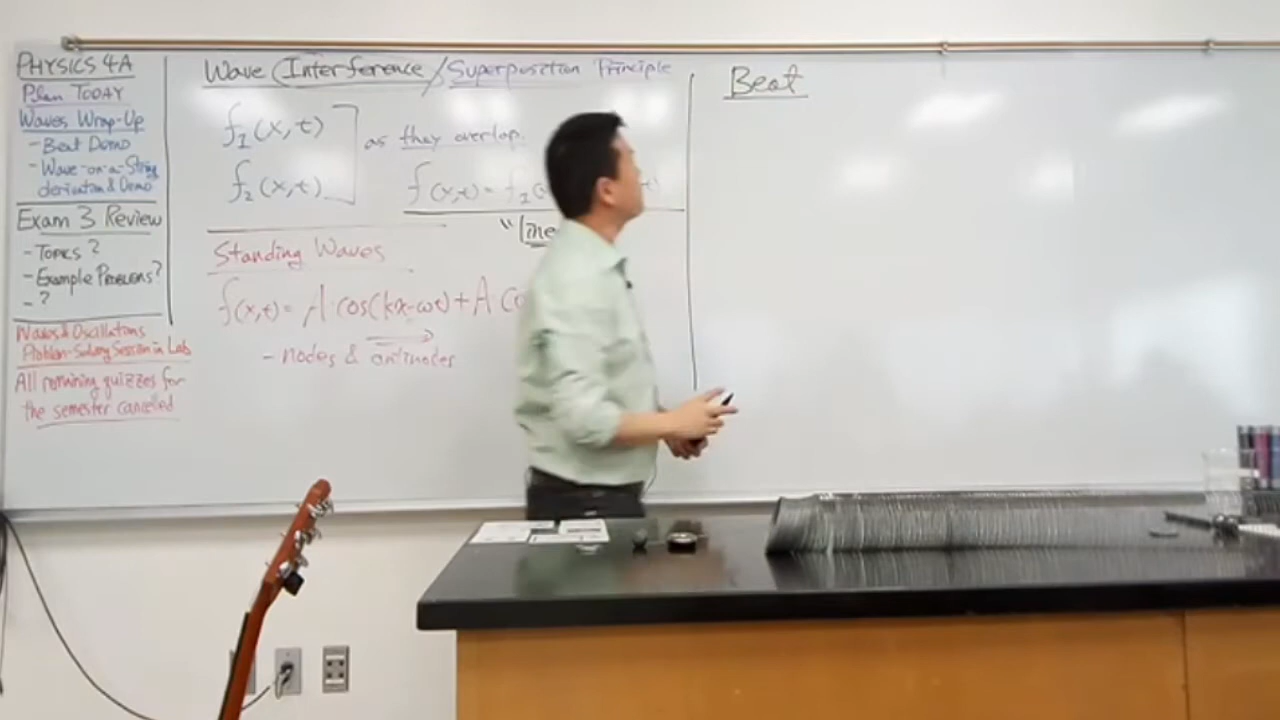 PHYSICS 4A
Plan TODAY
Waves Wrap-Up
- Beat Demo
- Wave-on-a-String
derivation & Demo
Exam 3 Review
- TOPICS?
- Example PROBLEMS?
- ?
Waves & Oscillations
Problem-Solving Session in Lab
All remaining quizzes for
the semester cancelled
Wave (Interference / Superposition Principle
f₁(x,t)
f₂(x,t)
as they overlap.
f(x,t) = f₁(x
t)
"line
Standing Waves
f(x,t) = A cos(kx-ωt) + A co
- nodes & antinodes
Beat